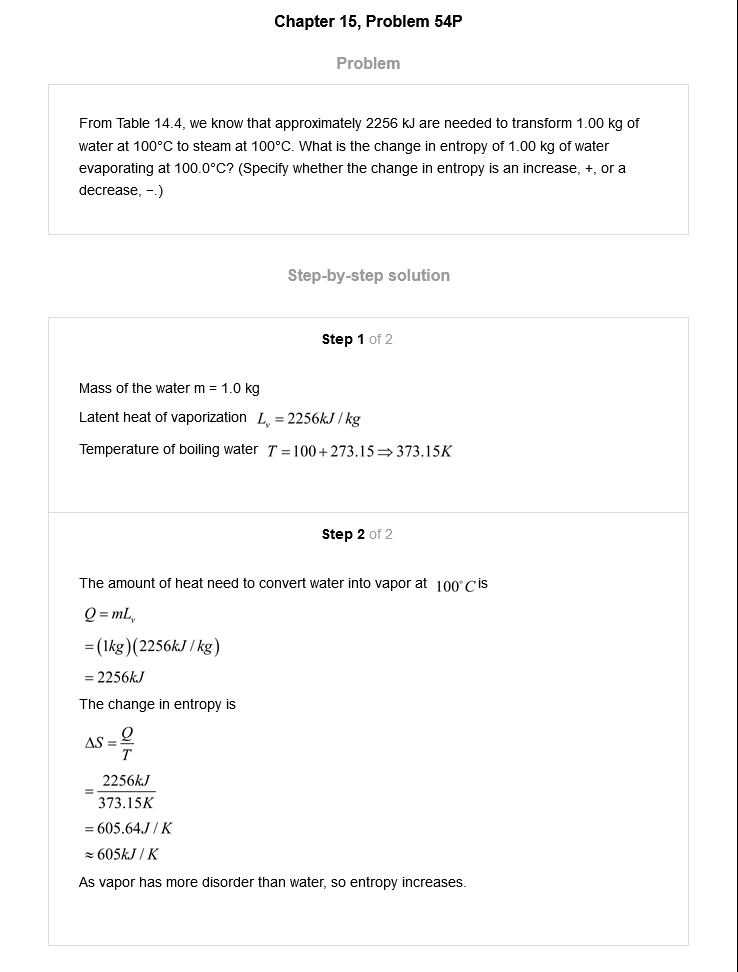 Chapter 15, Problem 54P
Problem
From Table 14.4, we know that approximately 2256 kJ are needed to transform 1.00 kg of
water at 100°C to steam at 100°C. What is the change in entropy of 1.00 kg of water
evaporating at 100.0°C? (Specify whether the change in entropy is an increase, +, or a
decrease, −.)
Step-by-step solution
Step 1 of 2
Mass of the water m = 1.0 kg
Latent heat of vaporization L_v = 2256kJ / kg
Temperature of boiling water T = 100 + 273.15 ⇒ 373.15K
Step 2 of 2
The amount of heat need to convert water into vapor at 100°C is
Q = mL_v
= (1kg)(2256kJ / kg)
= 2256kJ
The change in entropy is
ΔS = Q/T
= 2256kJ/373.15K
= 605.64J / K
≈ 605kJ / K
As vapor has more disorder than water, so entropy increases.